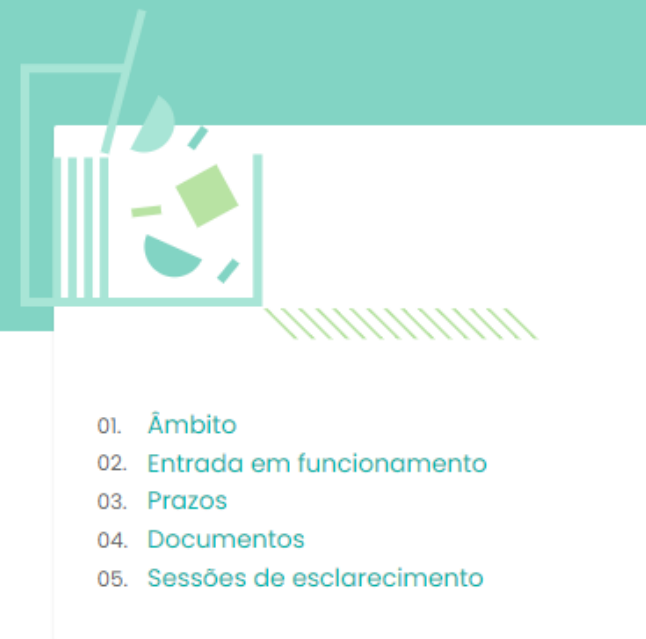 01. Âmbito
02. Entrada em funcionamento
03. Prazos
04. Documentos
05. Sessões de esclarecimento